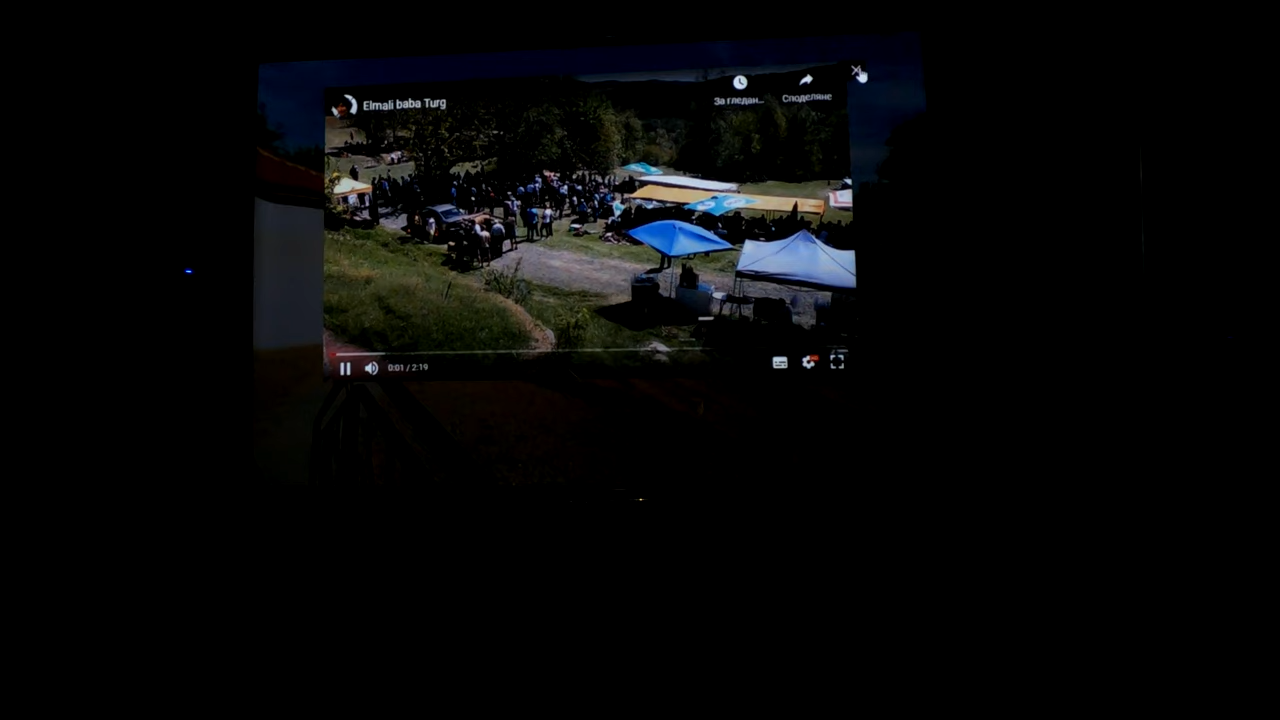 Elmali baba Turg
За гледан...
Споделяне
0:01 / 2:19